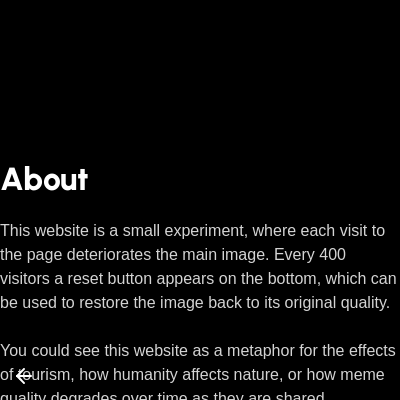 About
This website is a small experiment, where each visit to
the page deteriorates the main image. Every 400
visitors a reset button appears on the bottom, which can
be used to restore the image back to its original quality.
You could see this website as a metaphor for the effects
of tourism, how humanity affects nature, or how meme
quality degrades over time as they are shared